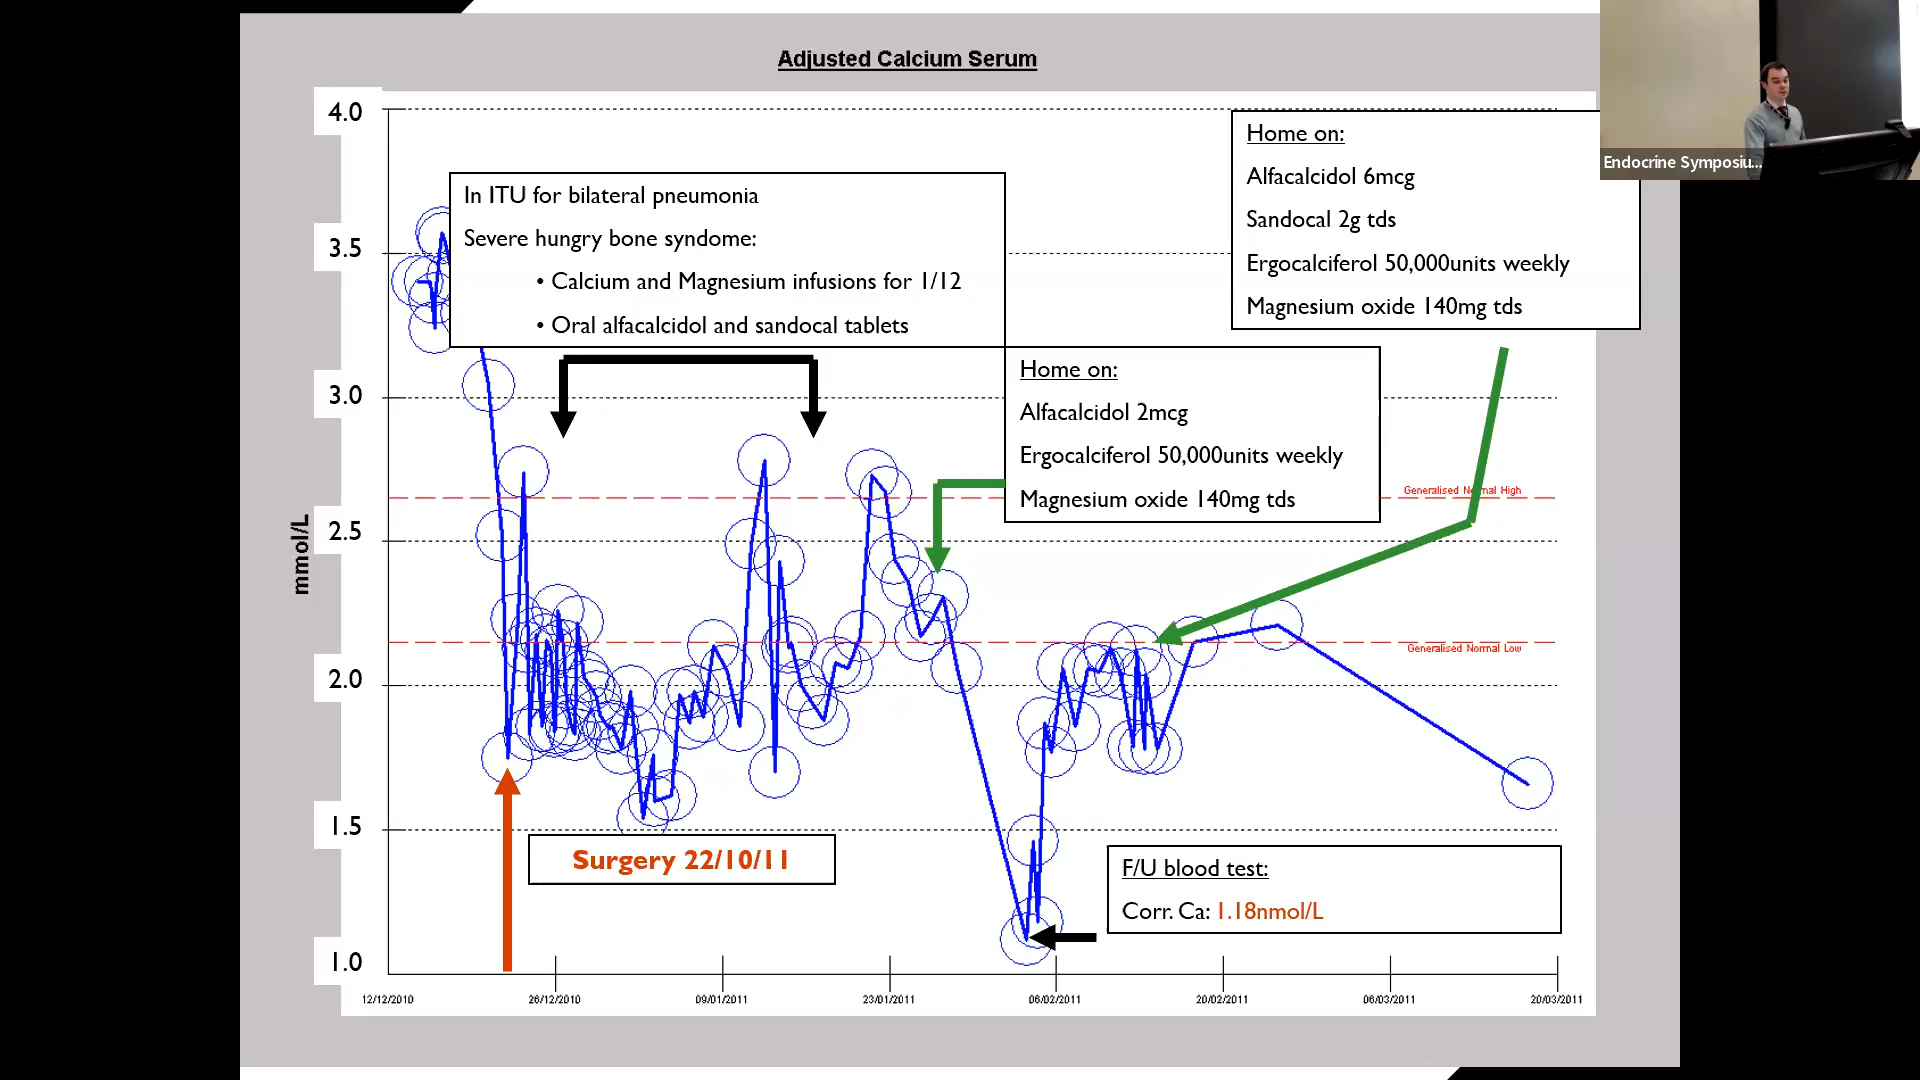 Adjusted Calcium Serum
Endocrine Symposiu...
4.0
3.5
3.0
2.5
2.0
1.5
1.0
mmol/L
In ITU for bilateral pneumonia
Severe hungry bone syndome:
• Calcium and Magnesium infusions for 1/12
• Oral alfacalcidol and sandocal tablets
Home on:
Alfacalcidol 6mcg
Sandocal 2g tds
Ergocalciferol 50,000units weekly
Magnesium oxide 140mg tds
Home on:
Alfacalcidol 2mcg
Ergocalciferol 50,000units weekly
Magnesium oxide 140mg tds
Generalised Normal High
Generalised Normal Low
Surgery 22/10/11
F/U blood test:
Corr. Ca: 1.18nmol/L
12/12/2010
26/12/2010
09/01/2011
23/01/2011
06/02/2011
20/02/2011
06/03/2011
20/03/2011